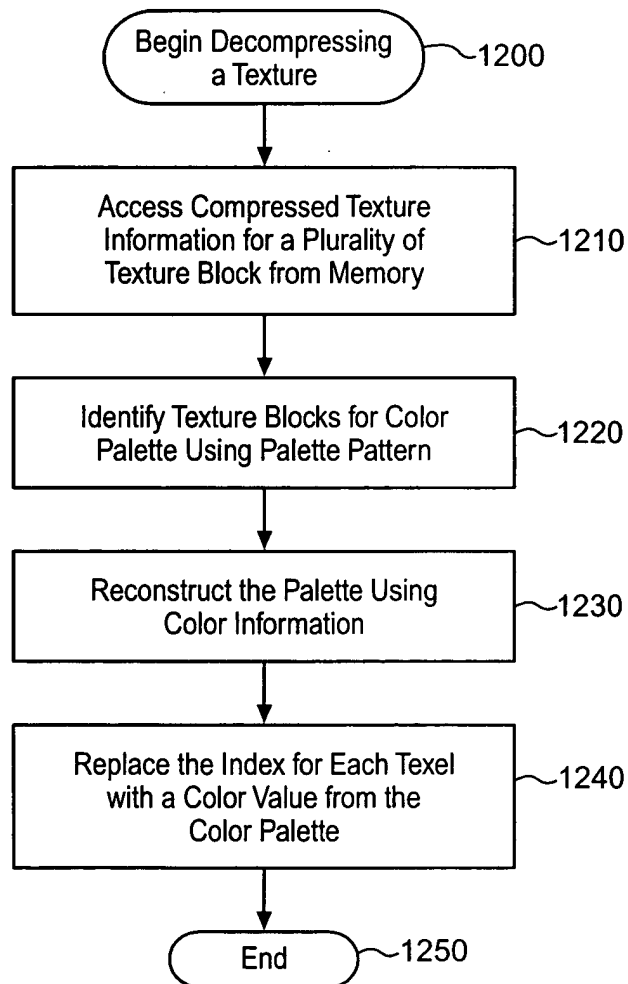 Begin Decompressing
a Texture
1200
Access Compressed Texture
Information for a Plurality of
Texture Block from Memory
1210
Identify Texture Blocks for Color
Palette Using Palette Pattern
1220
Reconstruct the Palette Using
Color Information
1230
Replace the Index for Each Texel
with a Color Value from the
Color Palette
1240
End
1250